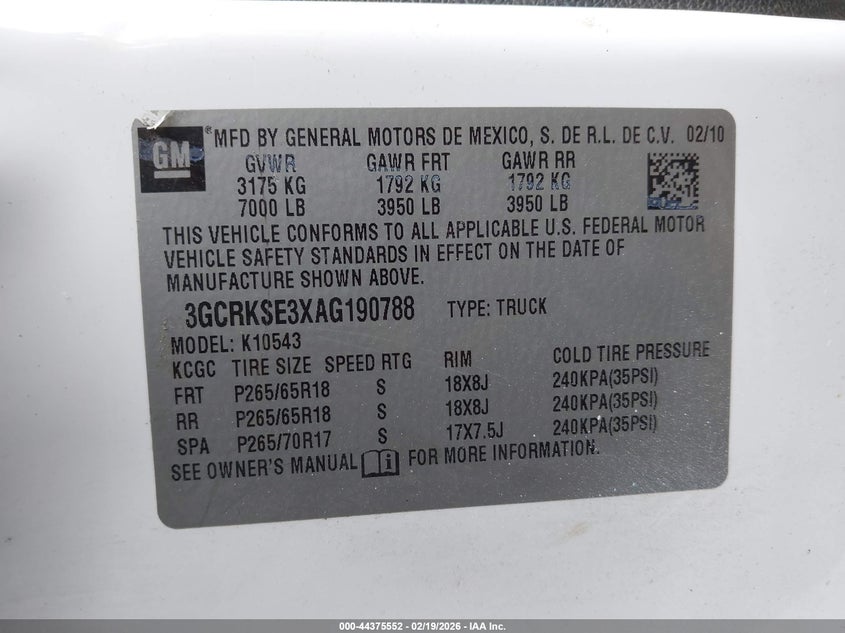 GM
® MFD BY GENERAL MOTORS DE MEXICO, S. DE R.L. DE C.V. 02/10
GVWR GAWR FRT GAWR RR
3175 KG 1792 KG 1792 KG
7000 LB 3950 LB 3950 LB
THIS VEHICLE CONFORMS TO ALL APPLICABLE U.S. FEDERAL MOTOR
VEHICLE SAFETY STANDARDS IN EFFECT ON THE DATE OF
MANUFACTURE SHOWN ABOVE.
3GCRKSE3XAG190788 TYPE: TRUCK
MODEL: K10543
KCGC TIRE SIZE SPEED RTG RIM COLD TIRE PRESSURE
FRT P265/65R18 S 18X8J 240KPA(35PSI)
RR P265/65R18 S 18X8J 240KPA(35PSI)
SPA P265/70R17 S 17X7.5J 240KPA(35PSI)
SEE OWNER'S MANUAL i FOR MORE INFORMATION.
000-44375552 - 02/19/2026 - IAA Inc.